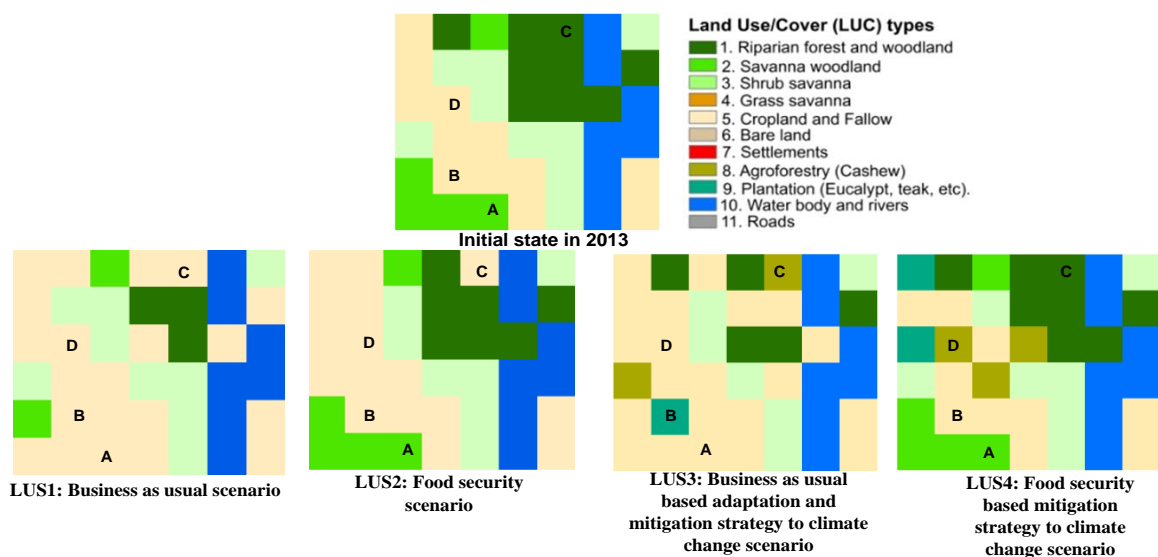 C
D
B
A
Initial state in 2013
Land Use/Cover (LUC) types
1. Riparian forest and woodland
2. Savanna woodland
3. Shrub savanna
4. Grass savanna
5. Cropland and Fallow
6. Bare land
7. Settlements
8. Agroforestry (Cashew)
9. Plantation (Eucalypt, teak, etc).
10. Water body and rivers
11. Roads
C
D
B
A
LUS1: Business as usual scenario
C
D
B
A
LUS2: Food security
scenario
C
D
B
A
LUS3: Business as usual
based adaptation and
mitigation strategy to climate
change scenario
C
D
B
A
LUS4: Food security
based mitigation
strategy to climate
change scenario